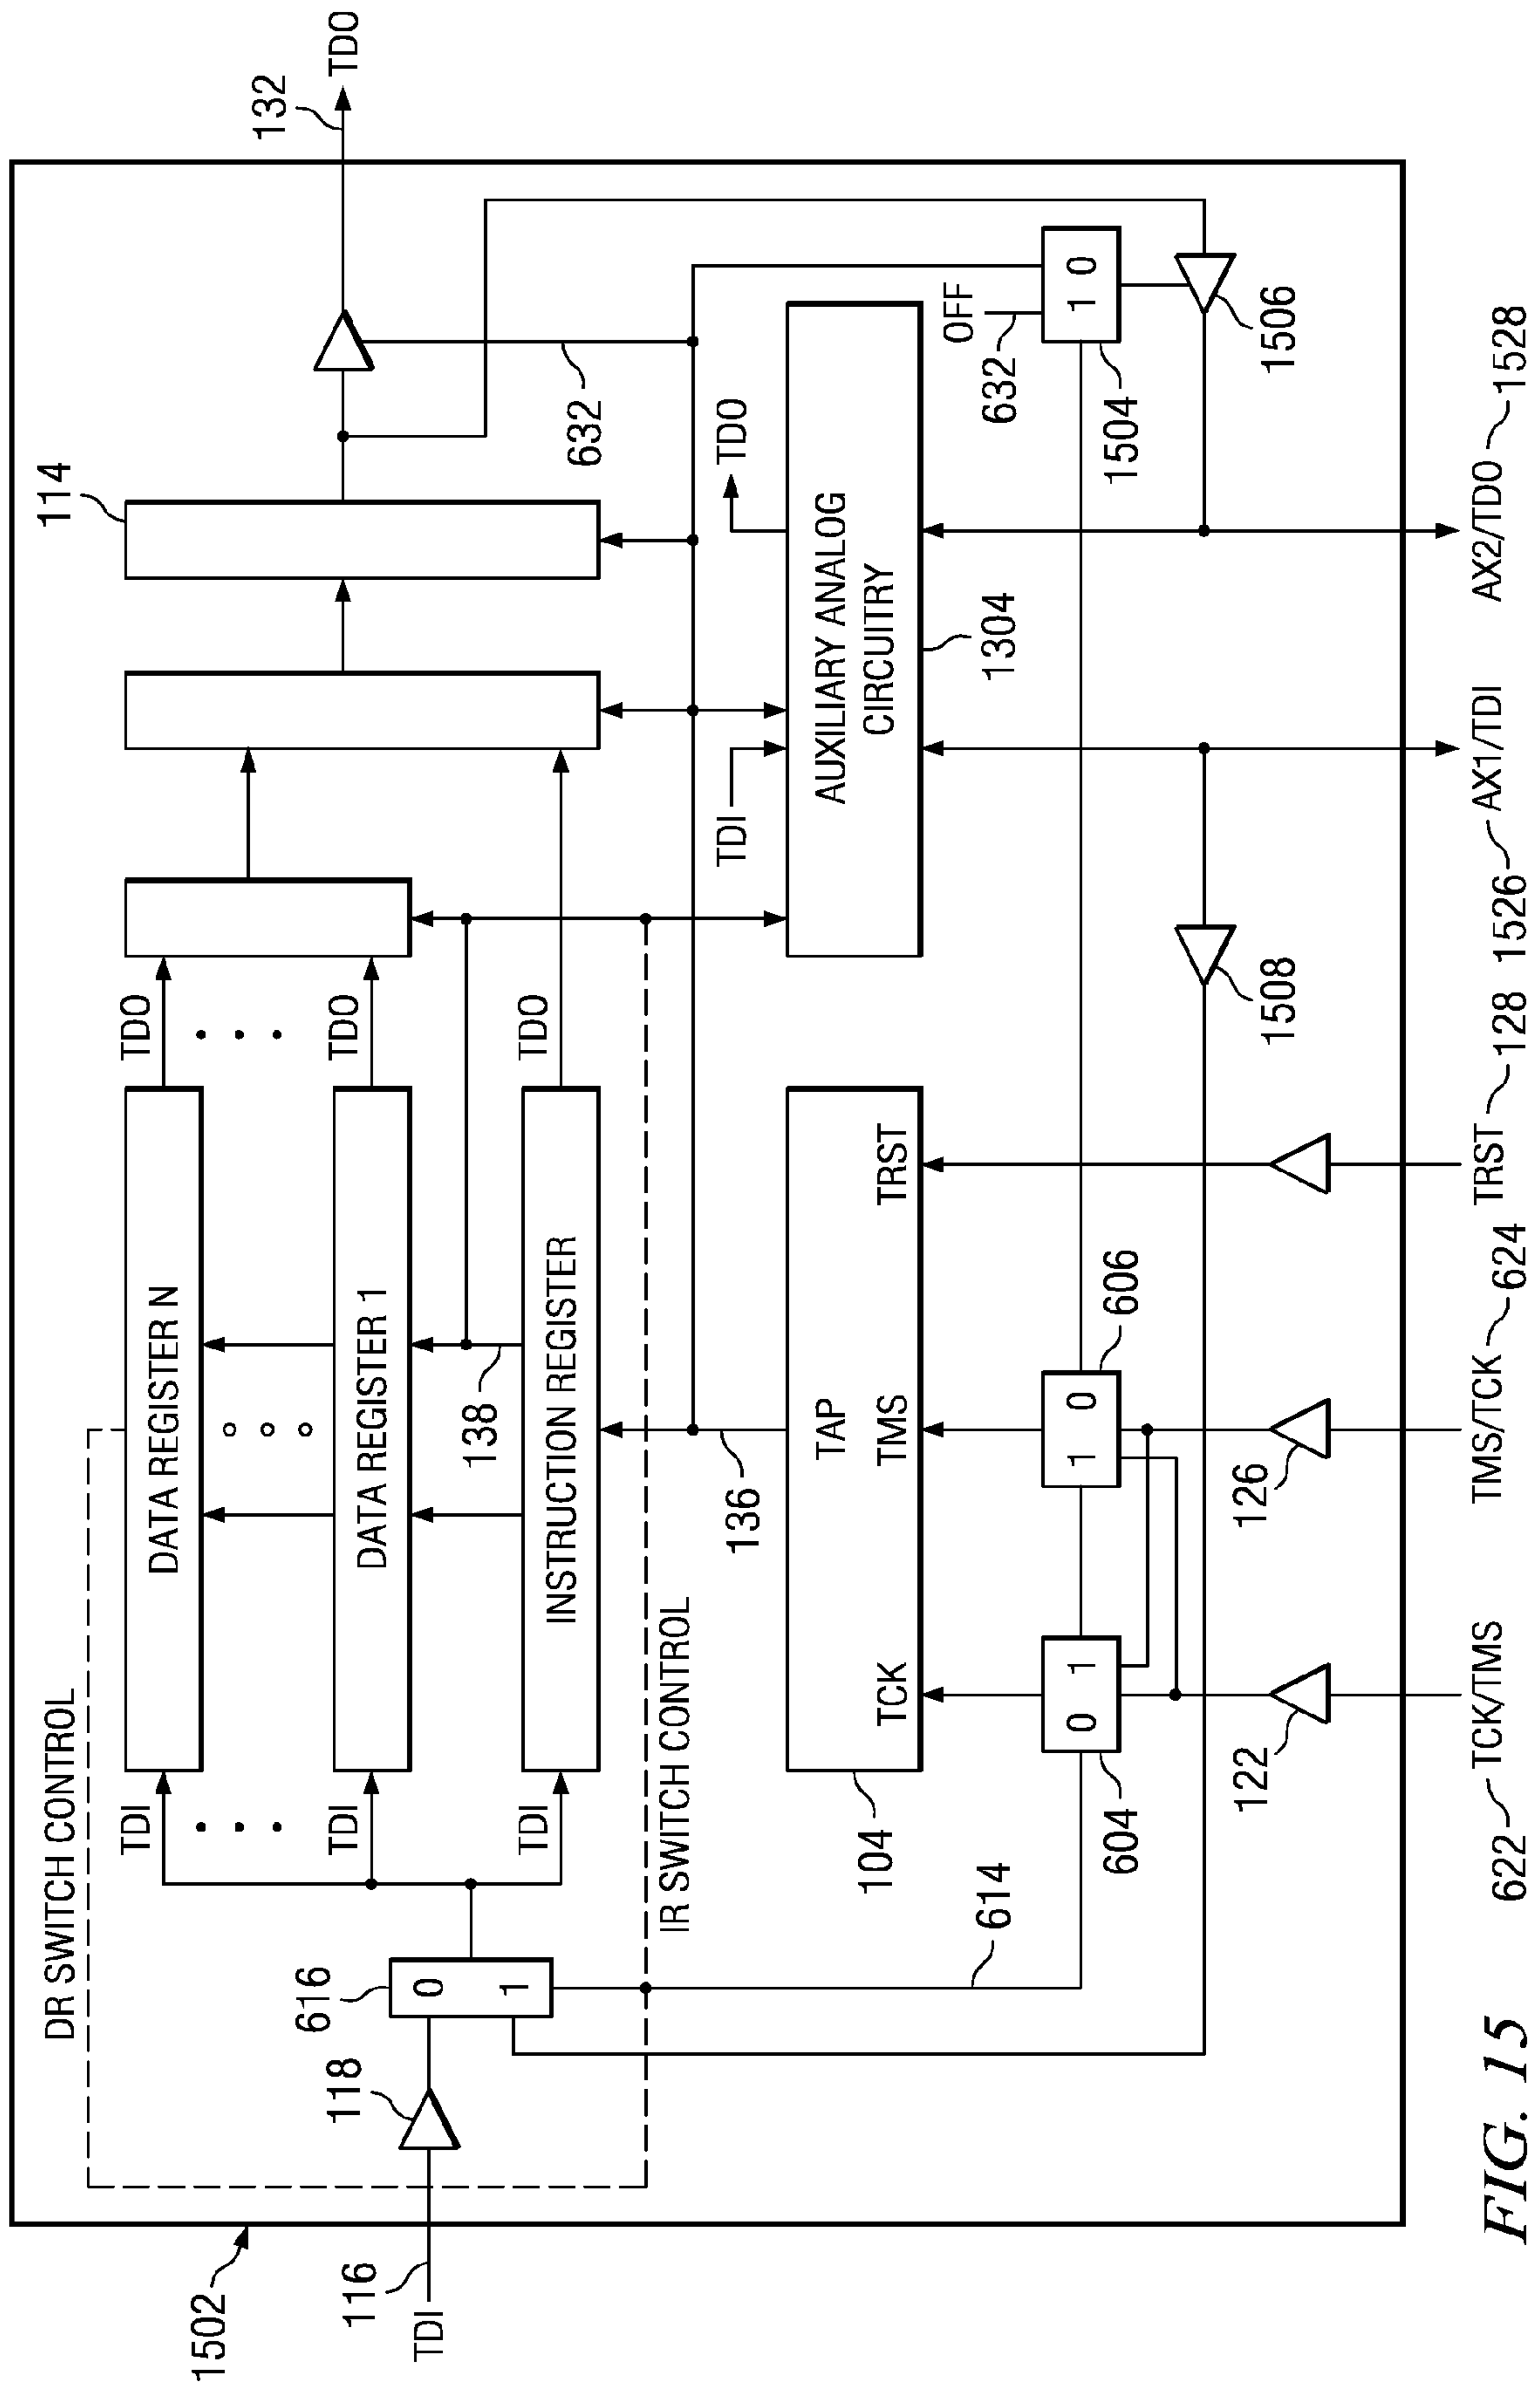 1502
116
TDI
DR SWITCH CONTROL
118
616
0
1
TDI
TDI
TDI
DATA REGISTER N
DATA REGISTER 1
138
INSTRUCTION REGISTER
TDO
TDO
TDO
114
132
TDO
632
IR SWITCH CONTROL
136
TDI
TDO
AUXILIARY ANALOG
CIRCUITRY
1304
OFF
632
1 0
1504
1506
104
TAP
TCK
TMS
TRST
614
604
0 1
1 0
606
1508
122
126
622
TCK/TMS
TMS/TCK
624
TRST
128
1526
AX1/TDI
AX2/TDO
1528
FIG. 15